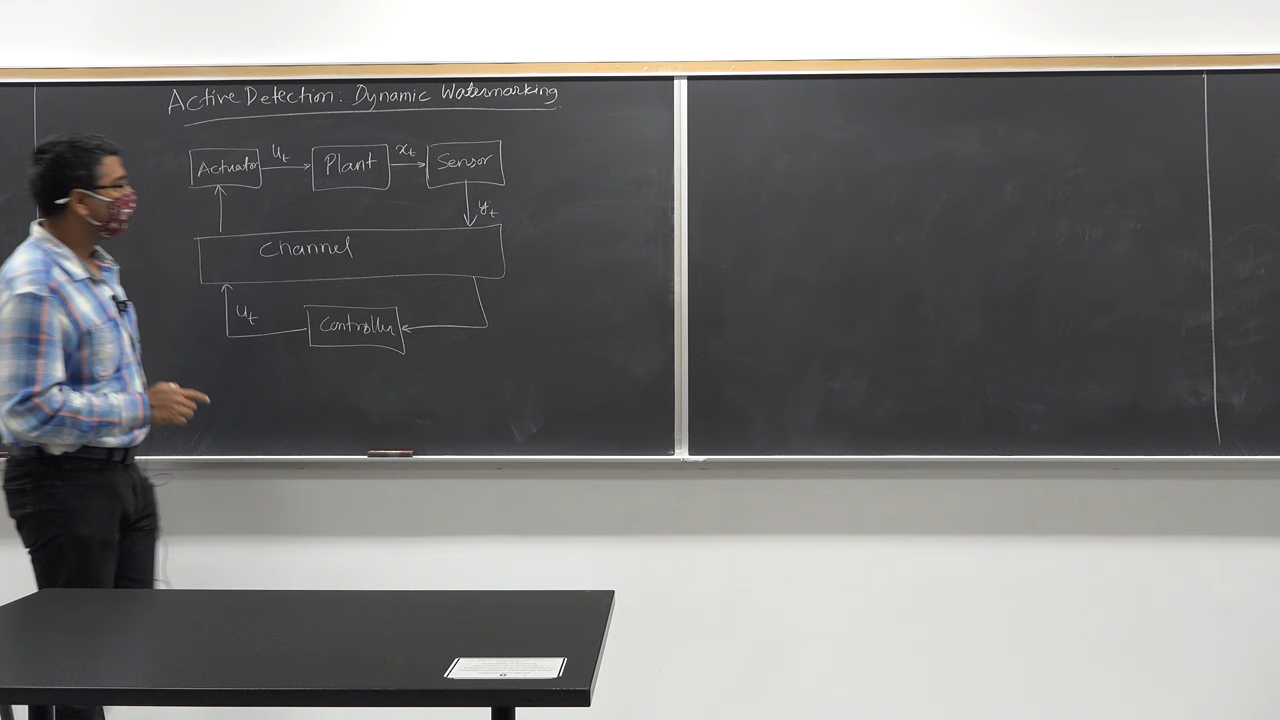 Active Detection: Dynamic Watermarking
Actuator
u_t
Plant
x_t
Sensor
y_t
Channel
u_t
Controller